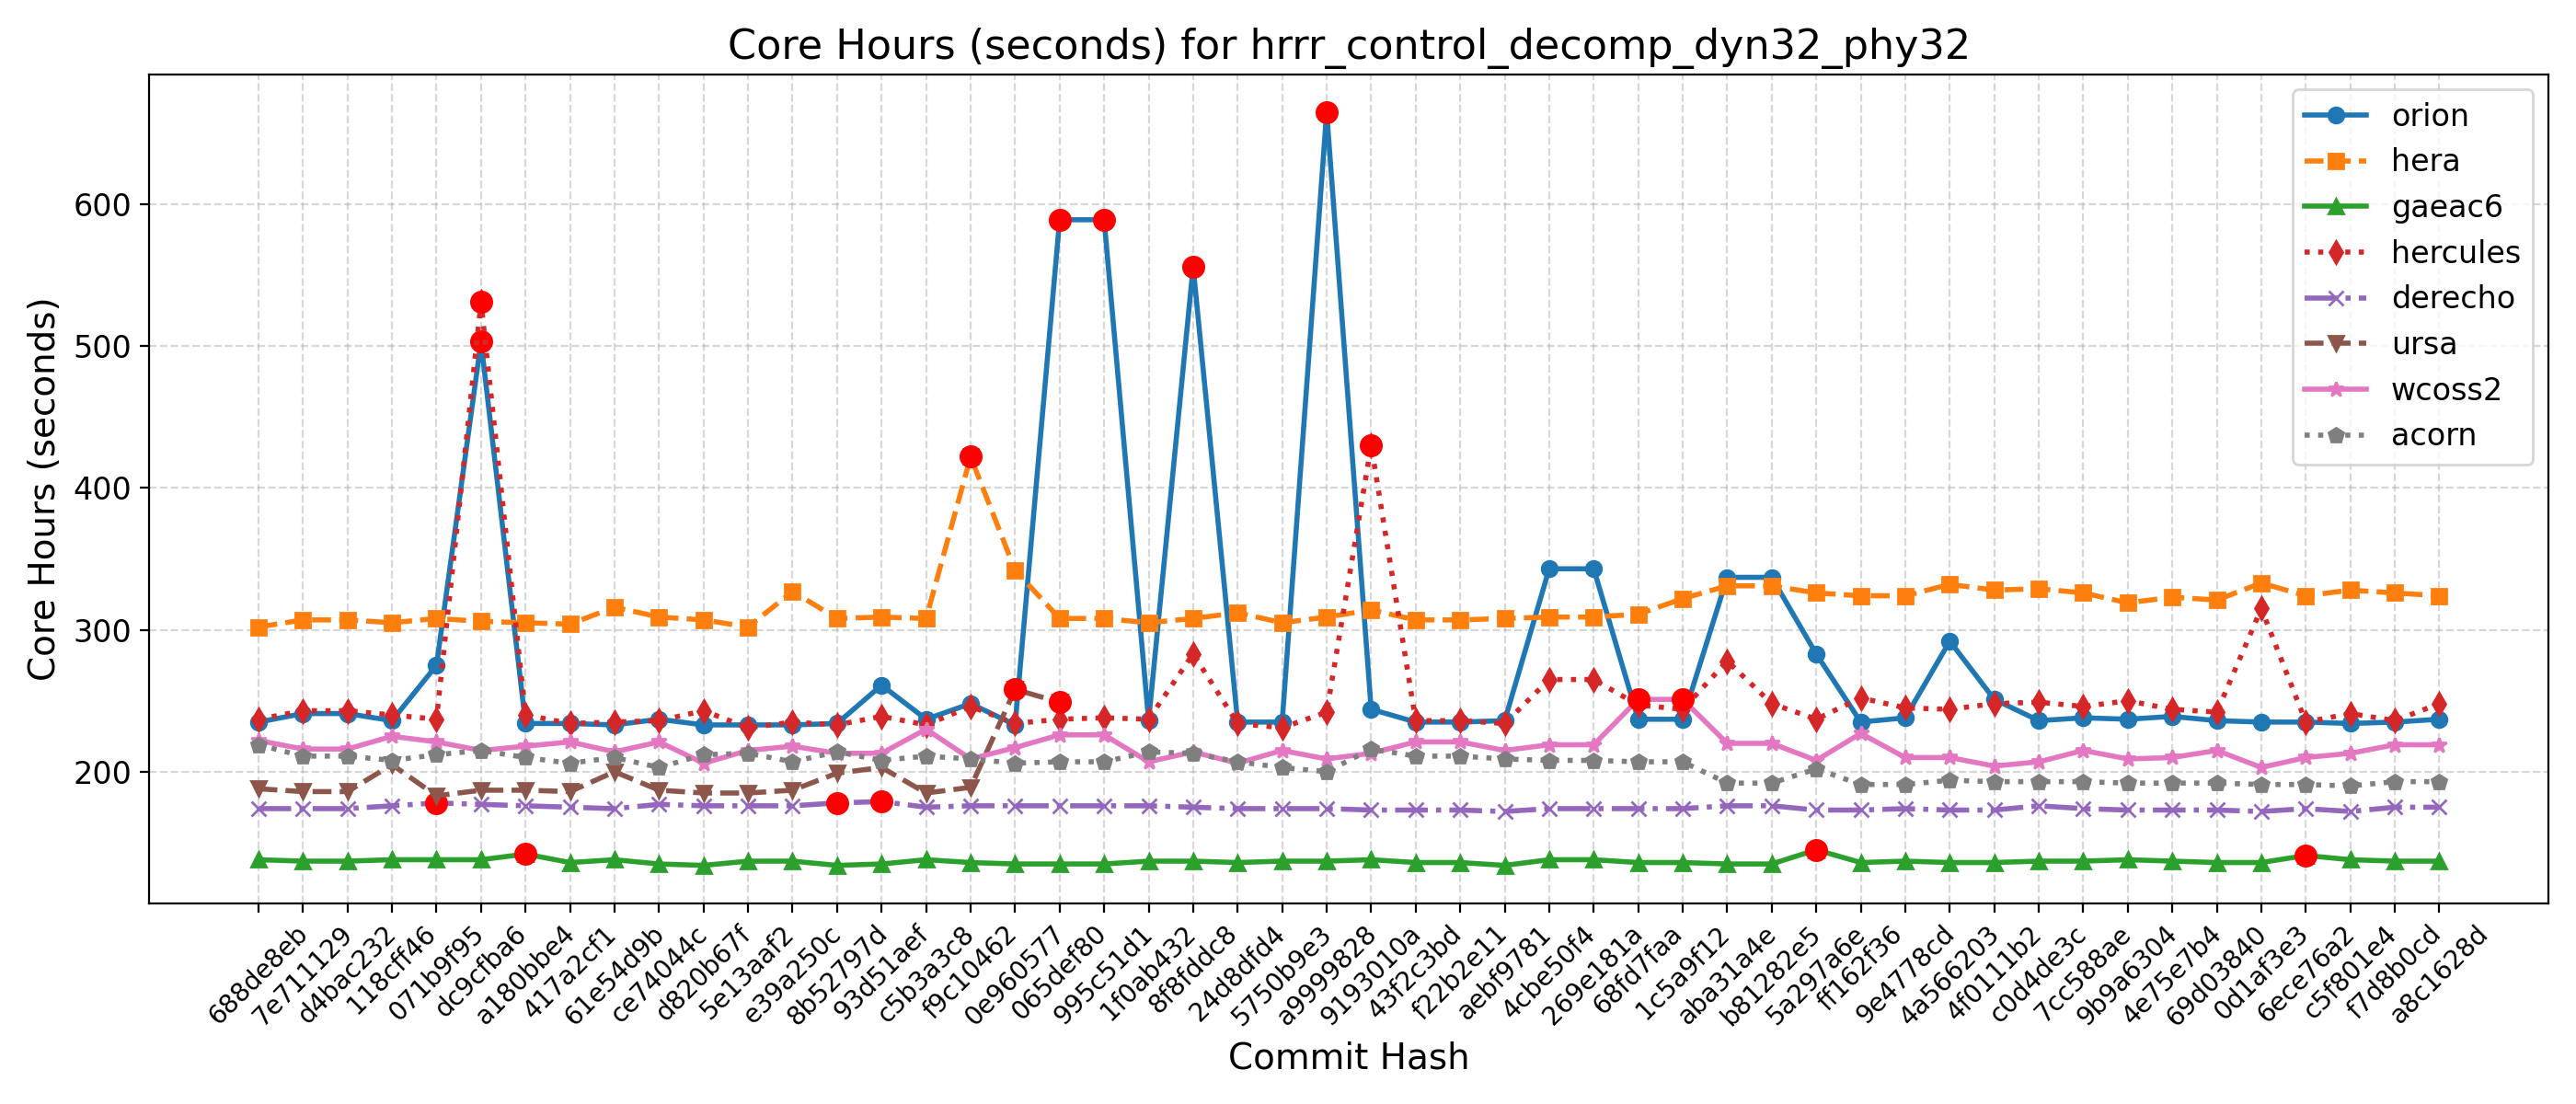 Core Hours (seconds) for hrrr_control_decomp_dyn32_phy32
Core Hours (seconds)
600
500
400
300
200
orion
hera
gaeac6
hercules
derecho
ursa
wcoss2
acorn
688de8eb
7e711129
d4bac232
118cff46
071b9f95
dc9cfba6
a180bbe4
417a2cf1
61e54d9b
ce74044c
d820b67f
5e13aaf2
e39a250c
8b52797d
93d51aef
c5b3a3c8
f9c10462
0e960577
065def80
995c51d1
1f0ab432
8f8fddc8
24d8dfd4
5750b9e3
a9999828
9193010a
43f2c3bd
f22b2e11
aebf9781
4cbe50f4
269e181a
68fd7faa
1c5a9f12
aba31a4e
b81282e5
5a297a6e
ff162f36
9e4778cd
4a566203
4f0111b2
c0d4de3c
7cc588ae
9b9a6304
4e75e7b4
69d03840
0d1af3e3
6ece76a2
c5f801e4
f7d8b0cd
a8c1628d
Commit Hash